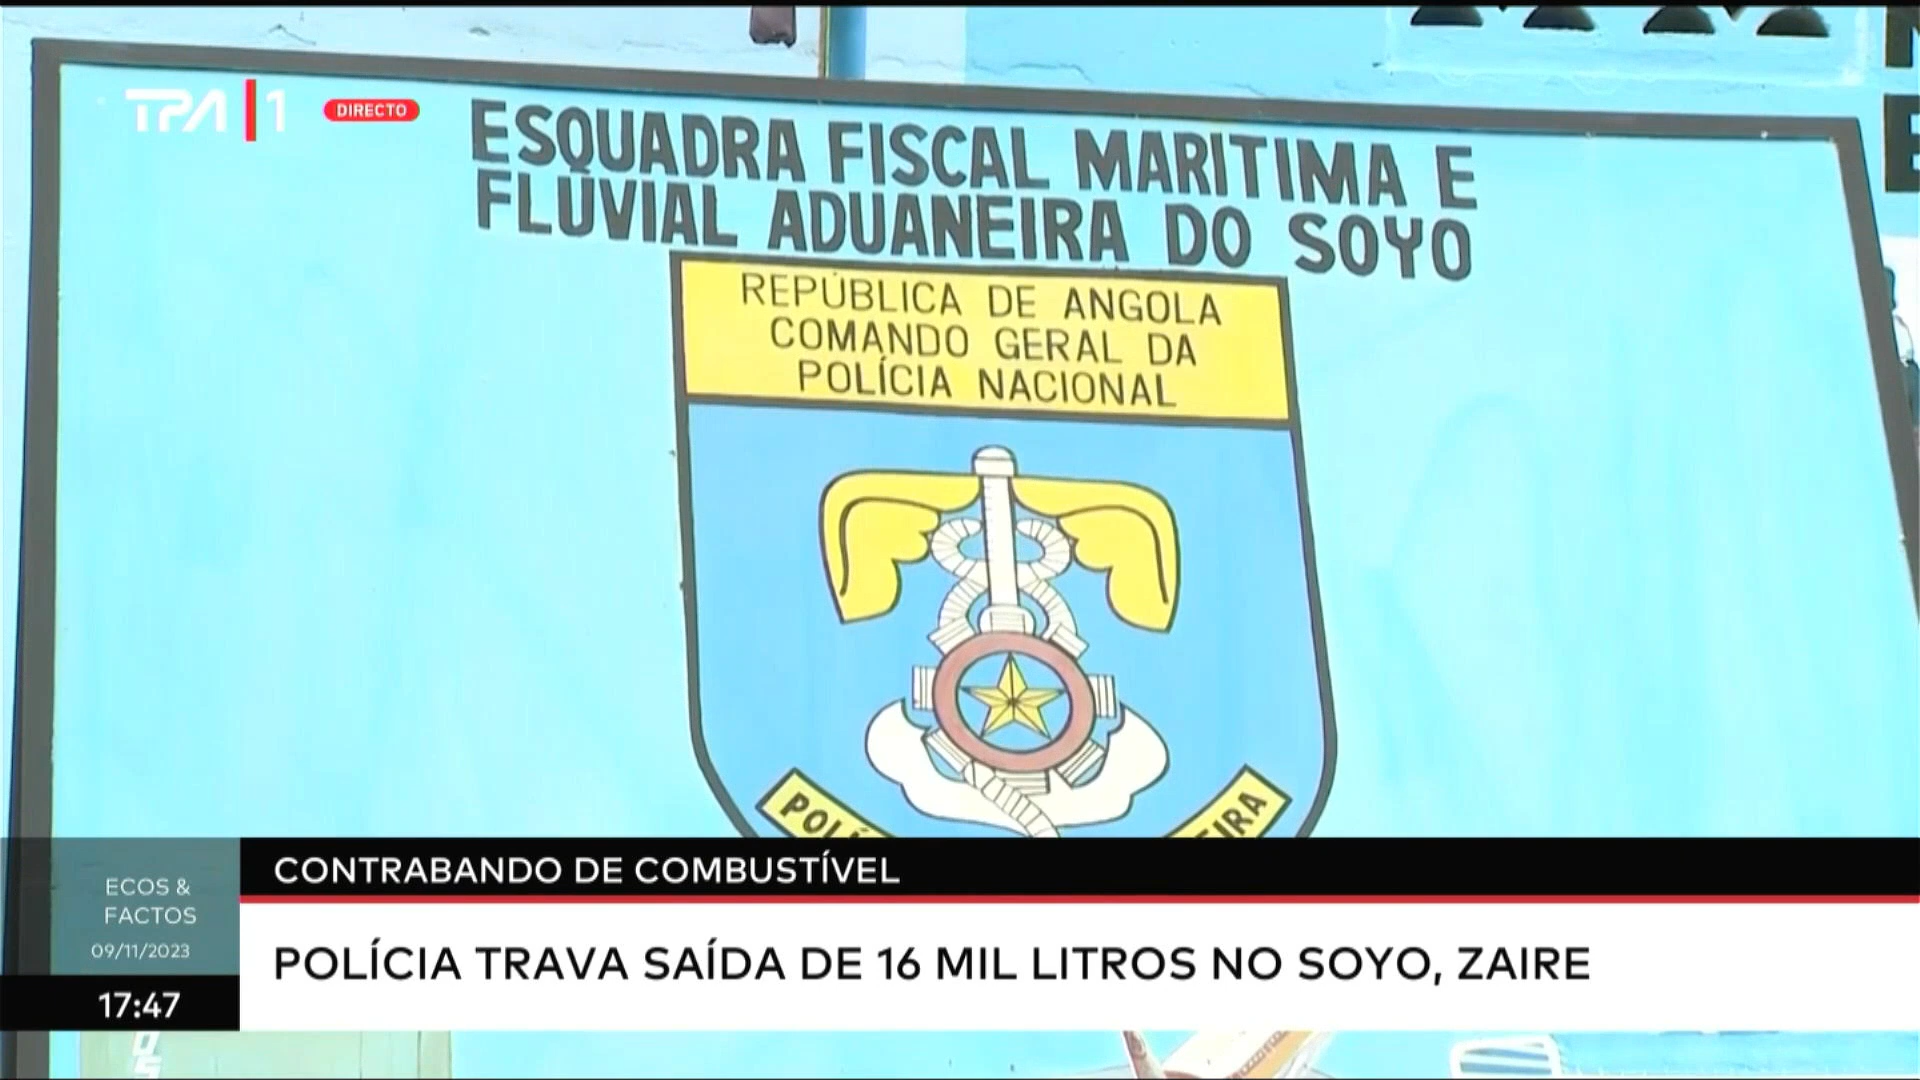 TPA 1
DIRECTO
ESQUADRA FISCAL MARITIMA E
FLUVIAL ADUANEIRA DO SOYO
REPÚBLICA DE ANGOLA
COMANDO GERAL DA
POLÍCIA NACIONAL
CONTRABANDO DE COMBUSTÍVEL
ECOS &
FACTOS
09/11/2023
POLÍCIA TRAVA SAÍDA DE 16 MIL LITROS NO SOYO, ZAIRE
17:47